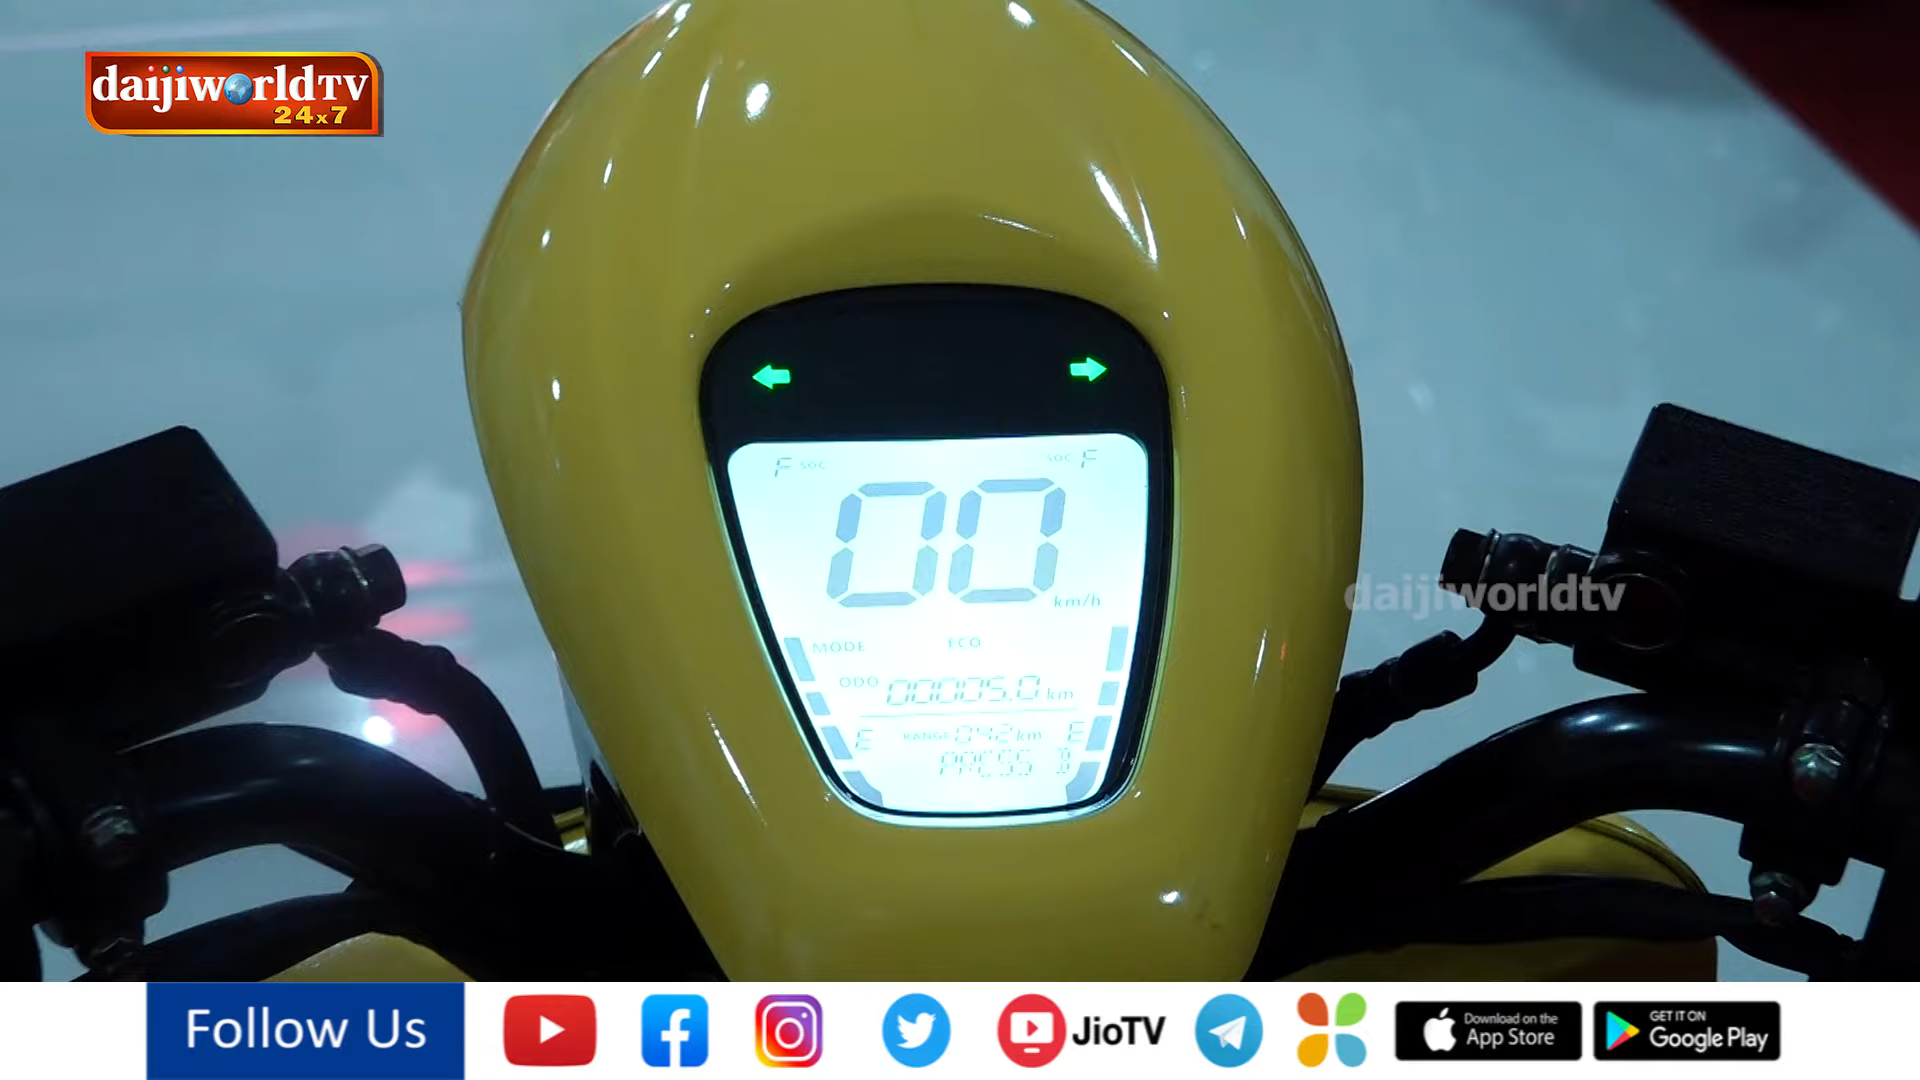 daijiworldTV
24x7
F SOC
SOC F
00
km/h
MODE
ECO
ODO 00005.0 km
RANGE 042 km
E
E
daijiworldtv
Follow Us
JioTV
Download on the
App Store
GET IT ON
Google Play